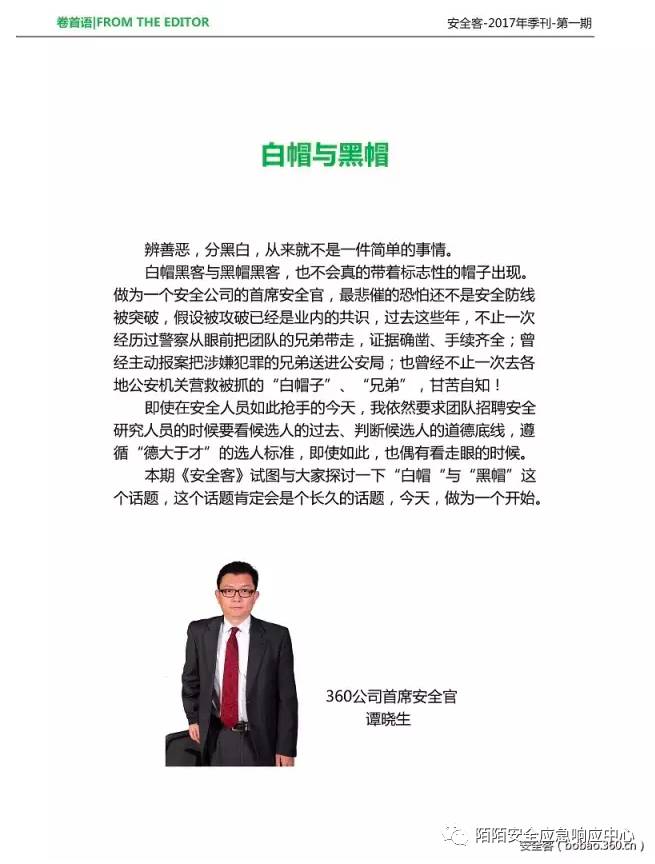 卷首语|FROM THE EDITOR
安全客-2017年季刊-第一期
白帽与黑帽
辨善恶，分黑白，从来就不是一件简单的事情。
白帽黑客与黑帽黑客，也不会真的带着标志性的帽子出现。
做为一个安全公司的首席安全官，最悲催的恐怕还不是安全防线
被突破，假设被攻破已经是业内的共识，过去这些年，不止一次
经历过警察从眼前把团队的兄弟带走，证据确凿、手续齐全；曾
经主动报案把涉嫌犯罪的兄弟送进公安局；也曾经不止一次去各
地公安机关营救被抓的“白帽子”、“兄弟”，甘苦自知！
即使在安全人员如此抢手的今天，我依然要求团队招聘安全
研究人员的时候要看候选人的过去、判断候选人的道德底线，遵
循“德大于才”的选人标准，即使如此，也偶有看走眼的时候。
本期《安全客》试图与大家探讨一下“白帽“与“黑帽”这
个话题，这个话题肯定会是个长久的话题，今天，做为一个开始。
360公司首席安全官
谭晓生
陌陌安全应急响应中心
安全客（bobao.360.cn）